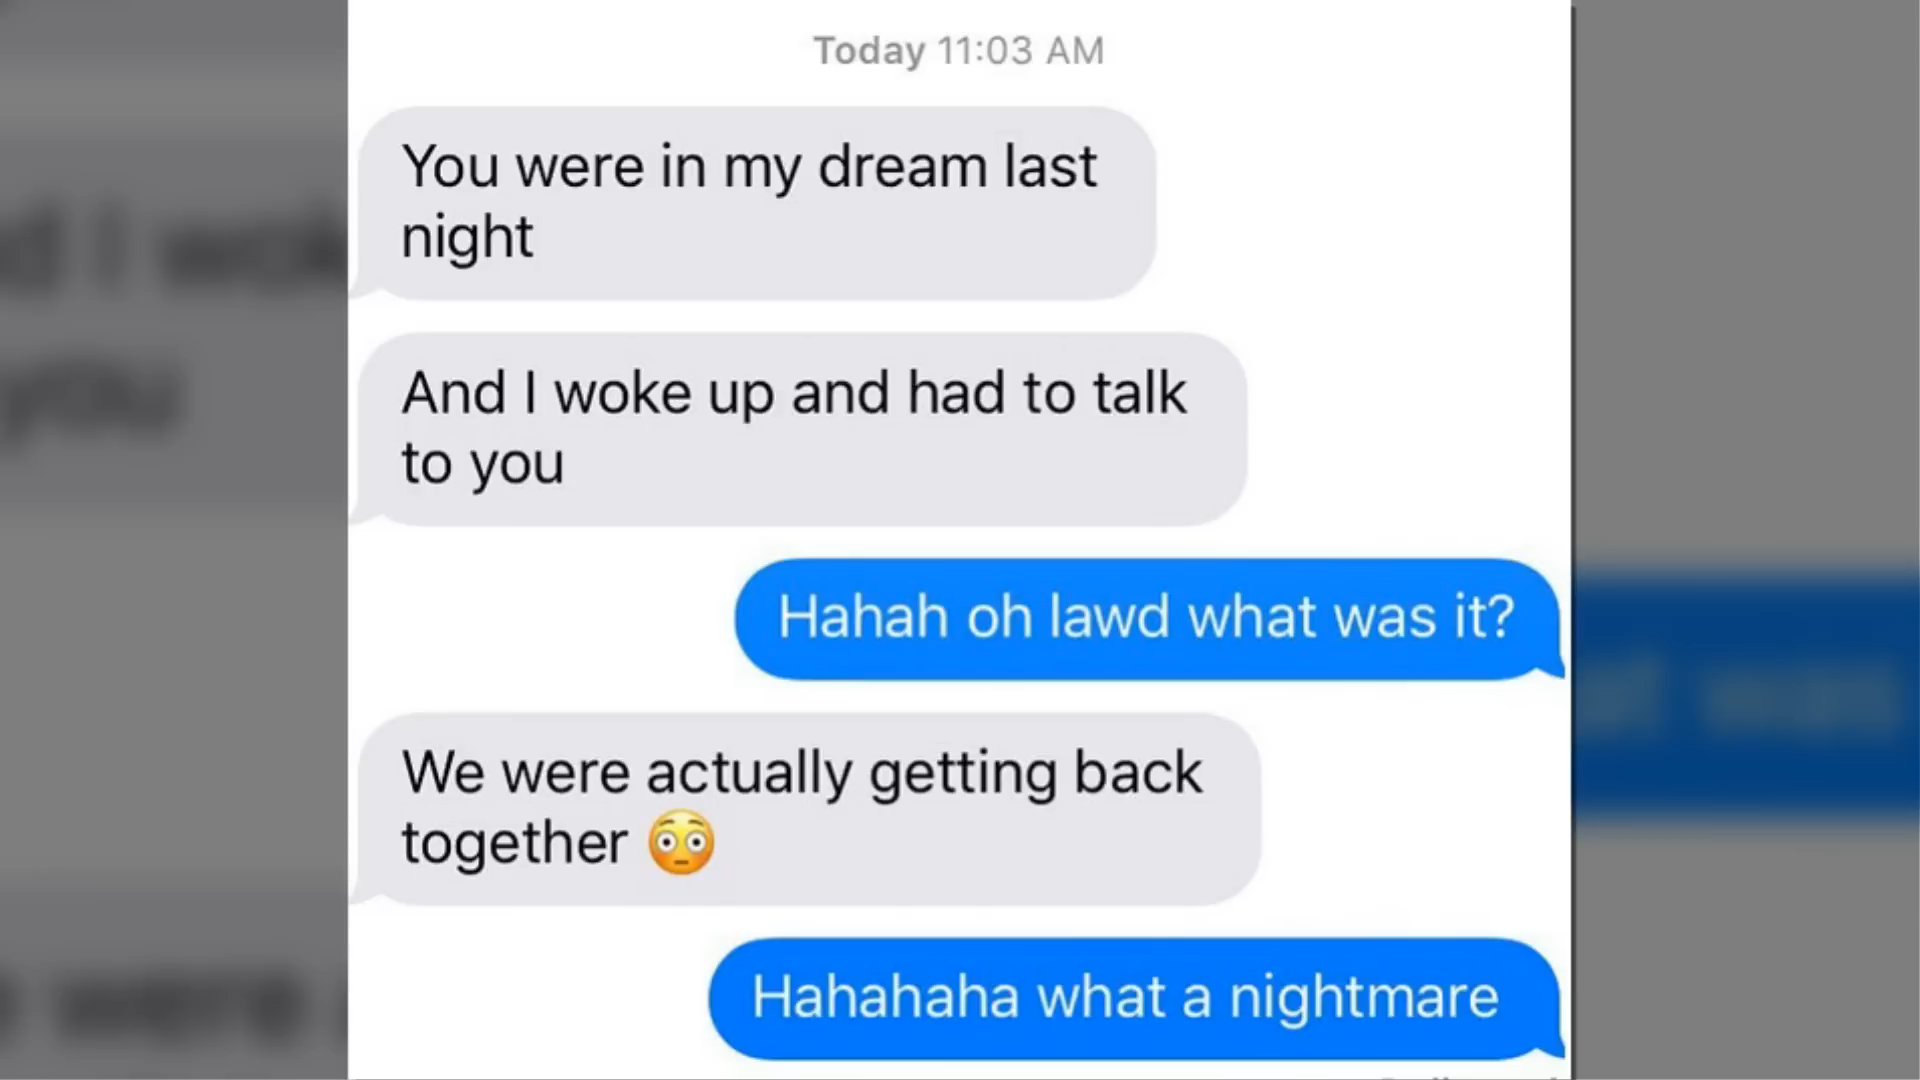 Today 11:03 AM
You were in my dream last
night
And I woke up and had to talk
to you
Hahah oh lawd what was it?
We were actually getting back
together 😳
Hahahaha what a nightmare